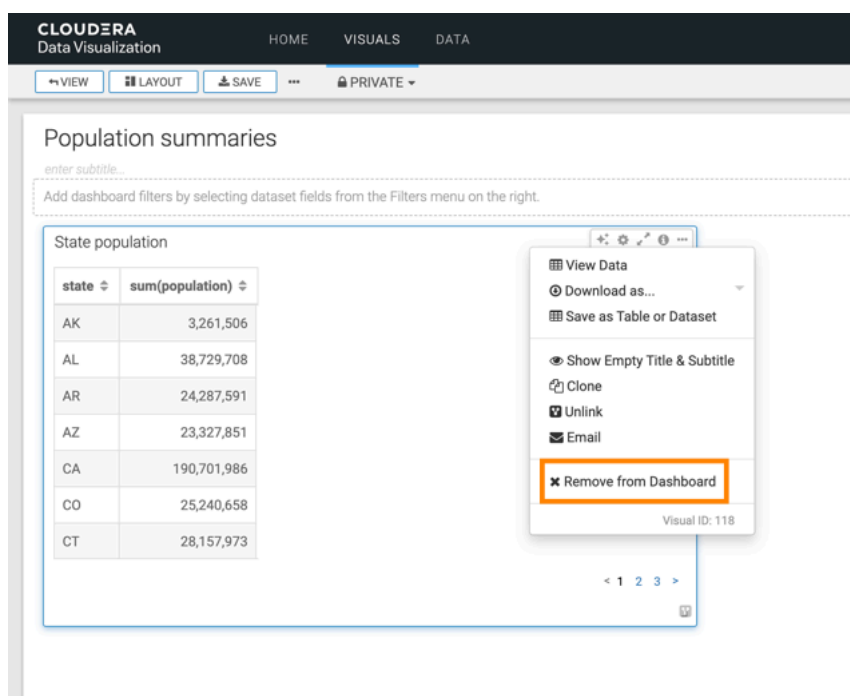 CLOUDERA
Data Visualization
HOME VISUALS DATA
VIEW LAYOUT SAVE ... PRIVATE
Population summaries
enter subtitle...
Add dashboard filters by selecting dataset fields from the Filters menu on the right.
State population
state sum(population)
AK 3,261,506
AL 38,729,708
AR 24,287,591
AZ 23,327,851
CA 190,701,986
CO 25,240,658
CT 28,157,973
View Data
Download as...
Save as Table or Dataset
Show Empty Title & Subtitle
Clone
Unlink
Email
Remove from Dashboard
Visual ID: 118
< 1 2 3 >